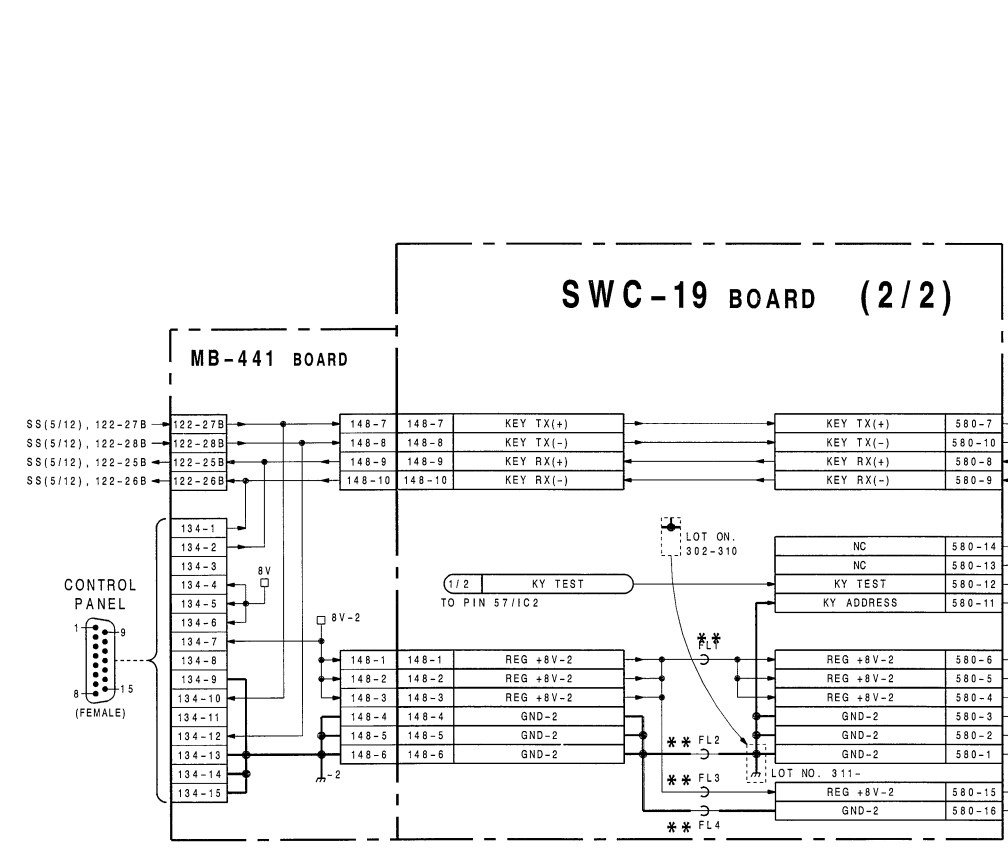 SWC-19 BOARD (2/2)
MB-441 BOARD
SS(5/12), 122-27B 122-27B 148-7 148-7 KEY TX(+) KEY TX(+) 580-7
SS(5/12), 122-28B 122-28B 148-8 148-8 KEY TX(-) KEY TX(-) 580-10
SS(5/12), 122-25B 122-25B 148-9 148-9 KEY RX(+) KEY RX(+) 580-8
SS(5/12), 122-26B 122-26B 148-10 148-10 KEY RX(-) KEY RX(-) 580-9
134-1
134-2
134-3
134-4
134-5
134-6
134-7
134-8
134-9
134-10
134-11
134-12
134-13
134-14
134-15
8V
8V-2
CONTROL
PANEL
1 9
8 15
(FEMALE)
LOT ON.
302-310
1/2 KY TEST
TO PIN 57/IC2
NC 580-14
NC 580-13
KY TEST 580-12
KY ADDRESS 580-11
148-1 148-1 REG +8V-2
148-2 148-2 REG +8V-2
148-3 148-3 REG +8V-2
148-4 148-4 GND-2
148-5 148-5 GND-2
148-6 148-6 GND-2
-2
** FL1
** FL2
** FL3
** FL4
REG +8V-2 580-6
REG +8V-2 580-5
REG +8V-2 580-4
GND-2 580-3
GND-2 580-2
GND-2 580-1
LOT NO. 311-
REG +8V-2 580-15
GND-2 580-16